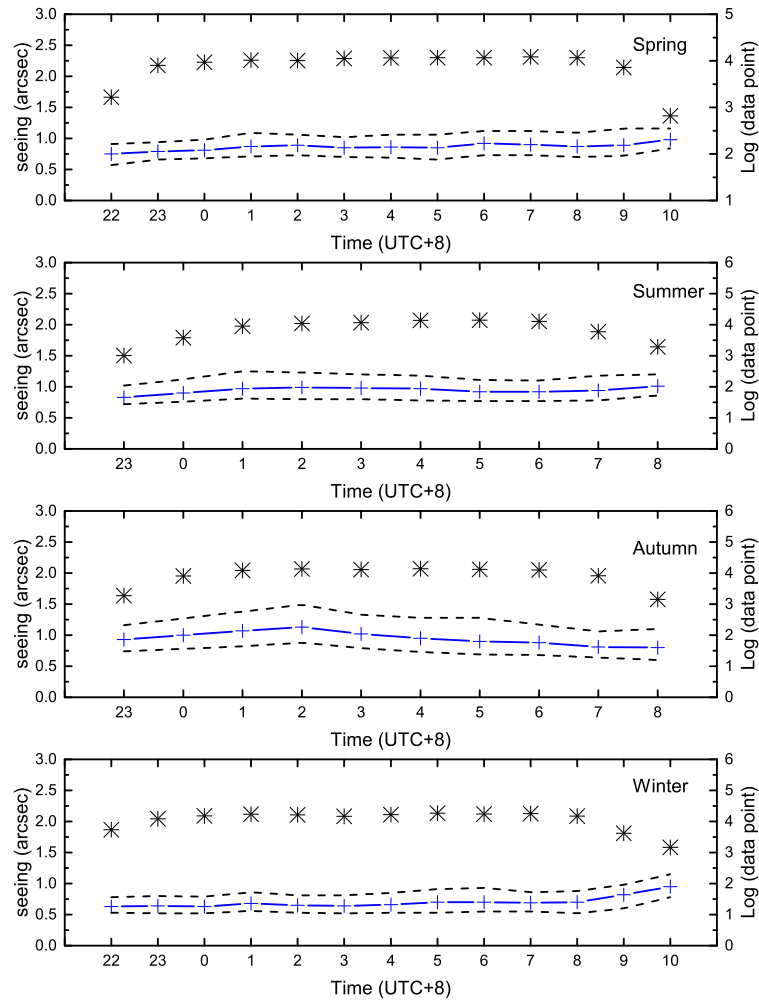 3.0 5
2.5 Spring
4
2.0
1.5 3
1.0
2
0.5
0.0 1
seeing (arcsec)
Log (data point)
22 23 0 1 2 3 4 5 6 7 8 9 10
Time (UTC+8)
3.0 6
Summer
2.5 5
2.0 4
1.5 3
1.0 2
0.5 1
0.0 0
seeing (arcsec)
Log (data point)
23 0 1 2 3 4 5 6 7 8
Time (UTC+8)
3.0 6
Autumn
2.5 5
2.0 4
1.5 3
1.0 2
0.5 1
0.0 0
seeing (arcsec)
Log (data point)
23 0 1 2 3 4 5 6 7 8
Time (UTC+8)
3.0 6
Winter
2.5 5
2.0 4
1.5 3
1.0 2
0.5 1
0.0 0
seeing (arcsec)
Log (data point)
22 23 0 1 2 3 4 5 6 7 8 9 10
Time (UTC+8)